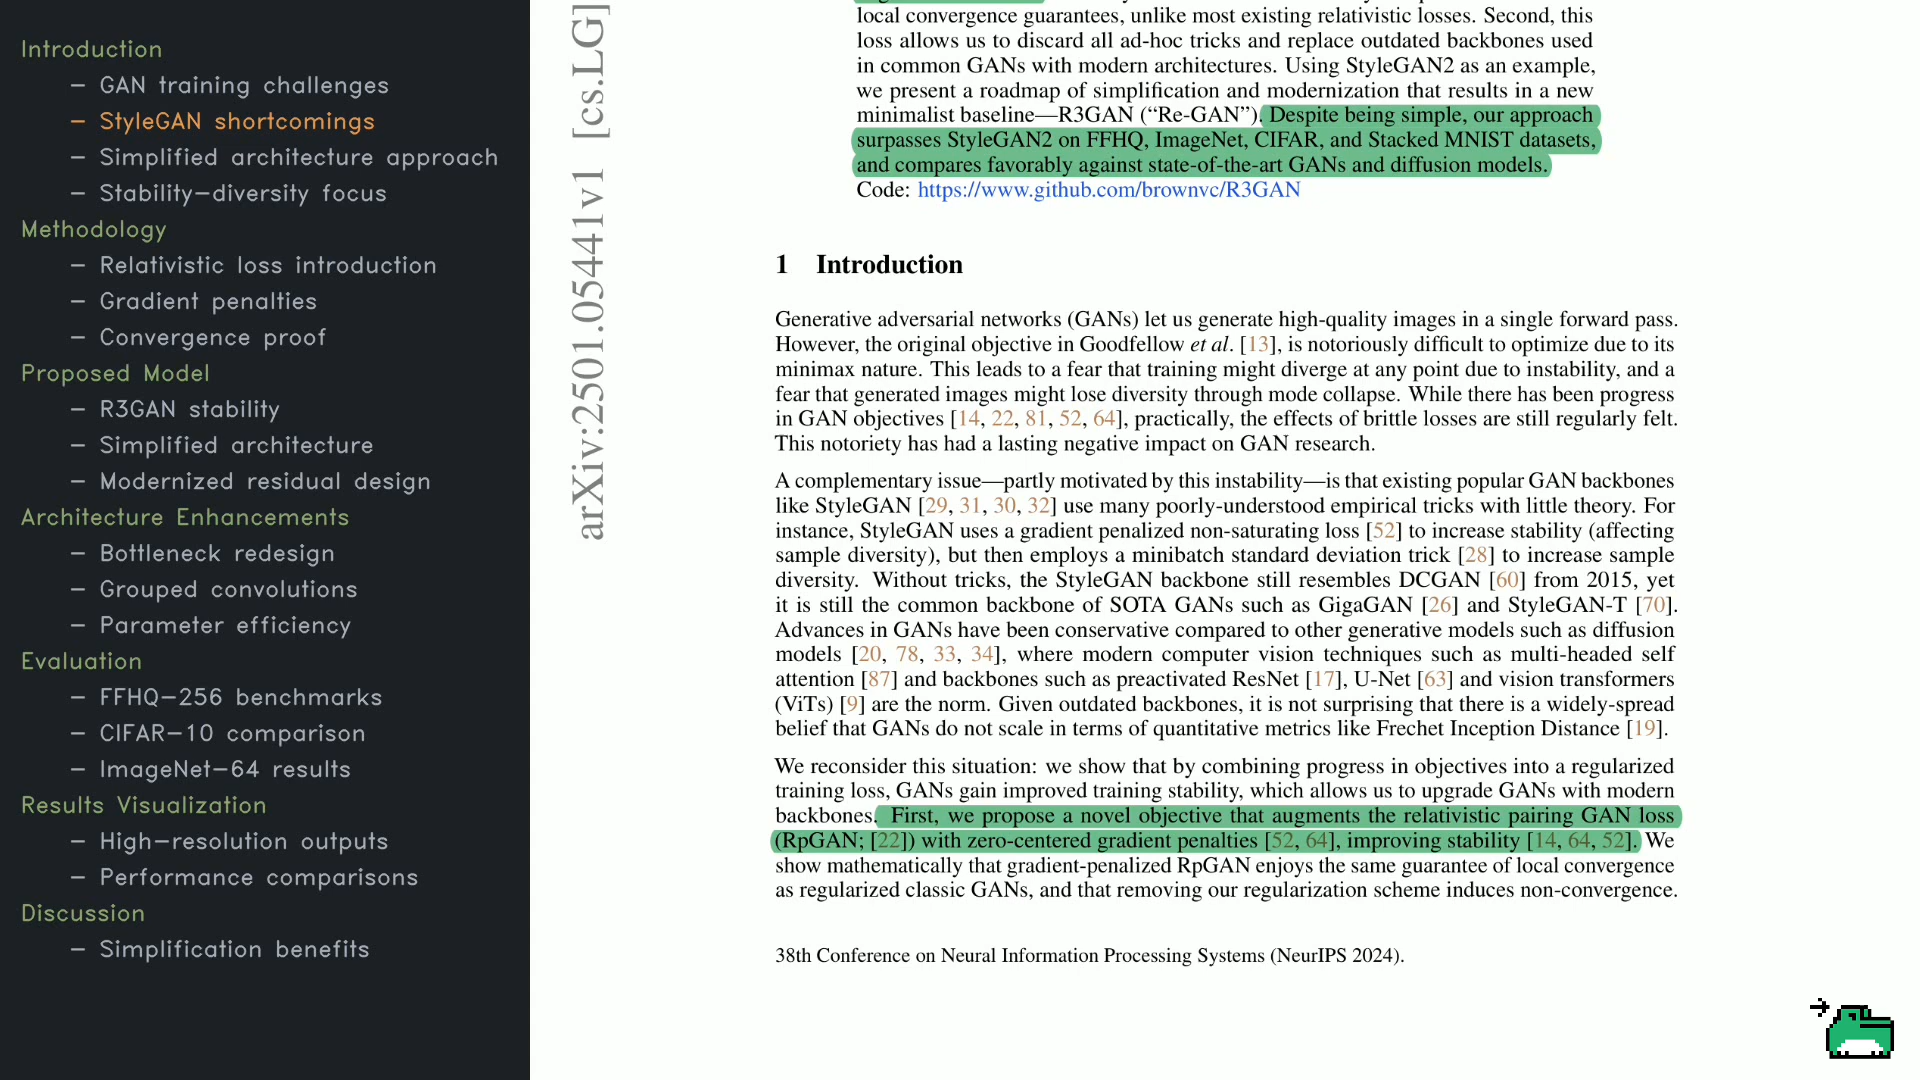 Introduction
– GAN training challenges
– StyleGAN shortcomings
– Simplified architecture approach
– Stability–diversity focus
Methodology
– Relativistic loss introduction
– Gradient penalties
– Convergence proof
Proposed Model
– R3GAN stability
– Simplified architecture
– Modernized residual design
Architecture Enhancements
– Bottleneck redesign
– Grouped convolutions
– Parameter efficiency
Evaluation
– FFHQ–256 benchmarks
– CIFAR–10 comparison
– ImageNet–64 results
Results Visualization
– High–resolution outputs
– Performance comparisons
Discussion
– Simplification benefits
arXiv:2501.05441v1 [cs.LG]
local convergence guarantees, unlike most existing relativistic losses. Second, this
loss allows us to discard all ad-hoc tricks and replace outdated backbones used
in common GANs with modern architectures. Using StyleGAN2 as an example,
we present a roadmap of simplification and modernization that results in a new
minimalist baseline—R3GAN (“Re-GAN”). Despite being simple, our approach
surpasses StyleGAN2 on FFHQ, ImageNet, CIFAR, and Stacked MNIST datasets,
and compares favorably against state-of-the-art GANs and diffusion models.
Code: https://www.github.com/brownvc/R3GAN
1 Introduction
Generative adversarial networks (GANs) let us generate high-quality images in a single forward pass.
However, the original objective in Goodfellow et al. [13], is notoriously difficult to optimize due to its
minimax nature. This leads to a fear that training might diverge at any point due to instability, and a
fear that generated images might lose diversity through mode collapse. While there has been progress
in GAN objectives [14, 22, 81, 52, 64], practically, the effects of brittle losses are still regularly felt.
This notoriety has had a lasting negative impact on GAN research.
A complementary issue—partly motivated by this instability—is that existing popular GAN backbones
like StyleGAN [29, 31, 30, 32] use many poorly-understood empirical tricks with little theory. For
instance, StyleGAN uses a gradient penalized non-saturating loss [52] to increase stability (affecting
sample diversity), but then employs a minibatch standard deviation trick [28] to increase sample
diversity. Without tricks, the StyleGAN backbone still resembles DCGAN [60] from 2015, yet
it is still the common backbone of SOTA GANs such as GigaGAN [26] and StyleGAN-T [70].
Advances in GANs have been conservative compared to other generative models such as diffusion
models [20, 78, 33, 34], where modern computer vision techniques such as multi-headed self
attention [87] and backbones such as preactivated ResNet [17], U-Net [63] and vision transformers
(ViTs) [9] are the norm. Given outdated backbones, it is not surprising that there is a widely-spread
belief that GANs do not scale in terms of quantitative metrics like Frechet Inception Distance [19].
We reconsider this situation: we show that by combining progress in objectives into a regularized
training loss, GANs gain improved training stability, which allows us to upgrade GANs with modern
backbones. First, we propose a novel objective that augments the relativistic pairing GAN loss
(RpGAN; [22]) with zero-centered gradient penalties [52, 64], improving stability [14, 64, 52]. We
show mathematically that gradient-penalized RpGAN enjoys the same guarantee of local convergence
as regularized classic GANs, and that removing our regularization scheme induces non-convergence.
38th Conference on Neural Information Processing Systems (NeurIPS 2024).